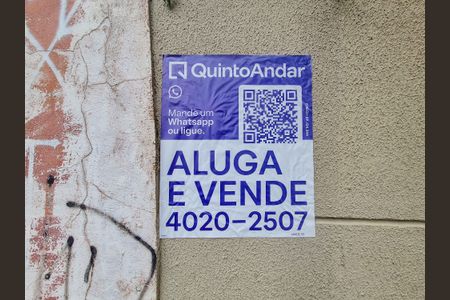 QuintoAndar
Mande um
Whatsapp
ou ligue.
ALUGA
E VENDE
4020-2507